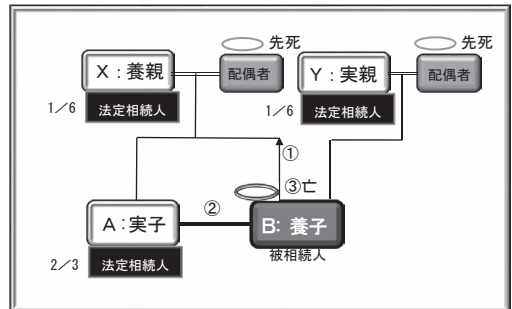 先死
先死
X：養親
配偶者
Y：実親
配偶者
1／6 法定相続人
1／6 法定相続人
①
③亡
②
A：実子
B：養子
被相続人
2／3 法定相続人